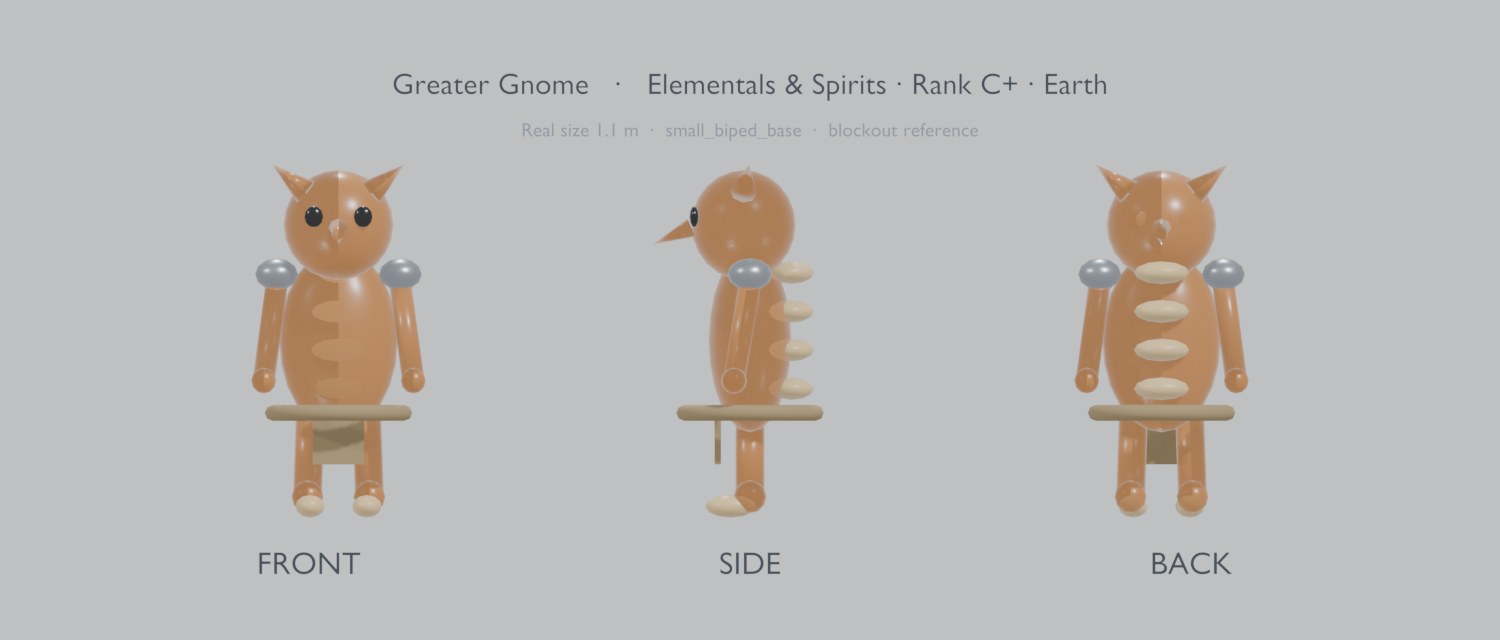 Greater Gnome · Elementals & Spirits · Rank C+ · Earth
Real size 1.1 m · small_biped_base · blockout reference
FRONT SIDE BACK